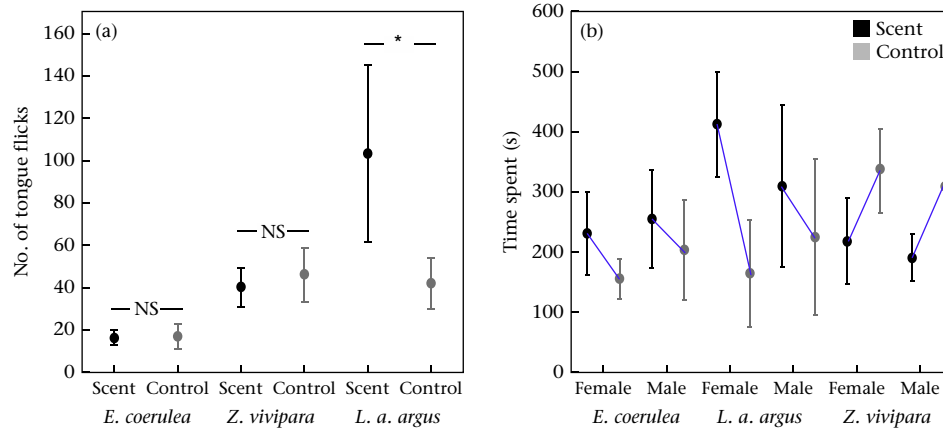 (a)
No. of tongue flicks
160
140
120
100
80
60
40
20
0
*
NS
NS
Scent Control Scent Control Scent Control
E. coerulea Z. vivipara L. a. argus
(b)
Scent
Control
Time spent (s)
600
500
400
300
200
100
0
Female Male Female Male Female Male
E. coerulea L. a. argus Z. vivipara